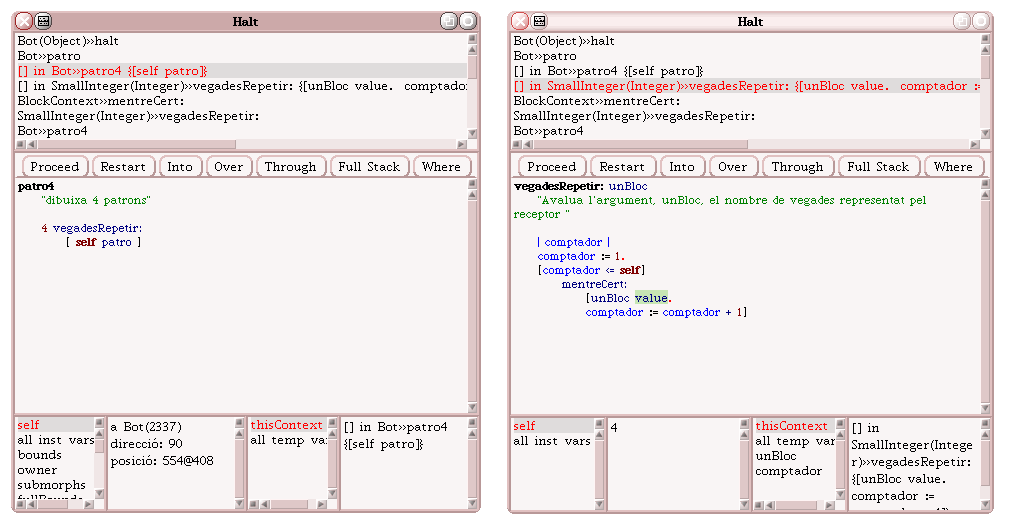 Halt
Bot(Object)»halt
Bot»patro
[] in Bot»patro4 {[self patro]}
[] in SmallInteger(Integer)»vegadesRepetir: {[unBloc value.  comptado
BlockContext»mentreCert:
SmallInteger(Integer)»vegadesRepetir:
Bot»patro4
Proceed Restart Into Over Through Full Stack Where
patro4
"dibuixa 4 patrons"
4 vegadesRepetir:
[ self patro ]
self
all inst vars
bounds
owner
submorphs
a Bot(2337)
direcció: 90
posició: 554@408
thisContext
all temp va
[] in Bot»patro4
{[self patro]}
Halt
Bot(Object)»halt
Bot»patro
[] in Bot»patro4 {[self patro]}
[] in SmallInteger(Integer)»vegadesRepetir: {[unBloc value.  comptador :=
BlockContext»mentreCert:
SmallInteger(Integer)»vegadesRepetir:
Bot»patro4
Proceed Restart Into Over Through Full Stack Where
vegadesRepetir: unBloc
"Avalua l'argument, unBloc, el nombre de vegades representat pel
receptor "
| comptador |
comptador := 1.
[comptador <= self]
mentreCert:
[unBloc value.
comptador := comptador + 1]
self
all inst vars
4
thisContext
all temp var
unBloc
comptador
[] in
SmallInteger(Intege
r)»vegadesRepetir:
{[unBloc value.
comptador :=